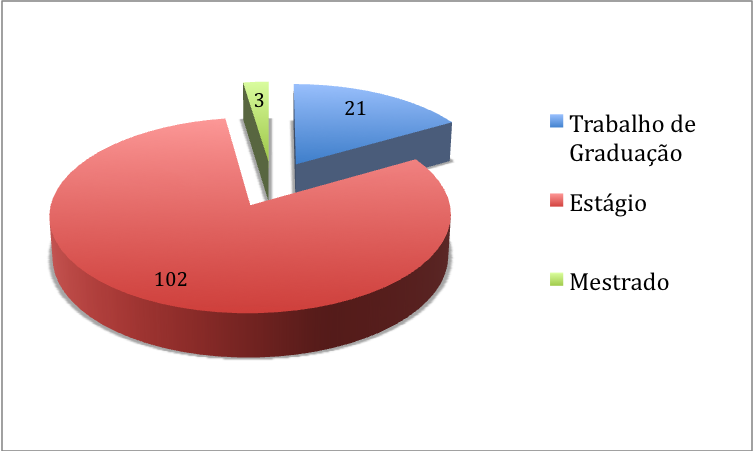 3
21
102
Trabalho de
Graduação
Estágio
Mestrado